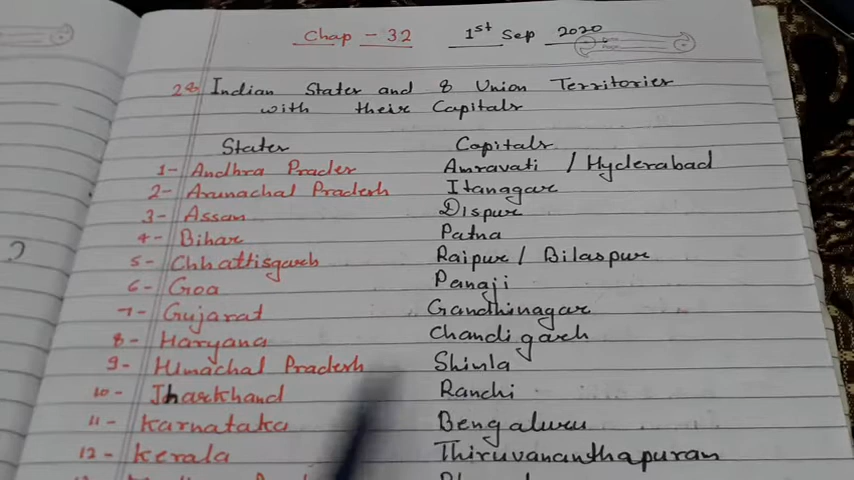 Chap - 32 1st Sep 2020
28 Indian States and 8 Union Territories
with their Capitals
States Capitals
1- Andhra Prades Amravati / Hyderabad
2- Arunachal Pradesh Itanagar
3- Assam Dispur
4- Bihar Patna
5- Chhattisgarh Raipur / Bilaspur
6- Goa Panaji
7- Gujarat Gandhinagar
8- Haryana Chandigarh
9- Himachal Pradesh Shimla
10- Jharkhand Ranchi
11- Karnataka Bengaluru
12- Kerala Thiruvananthapuram